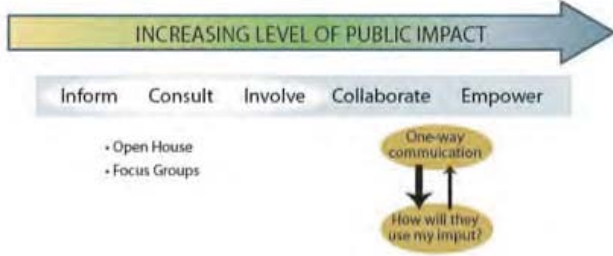 INCREASING LEVEL OF PUBLIC IMPACT
Inform Consult Involve Collaborate Empower
• Open House
• Focus Groups
One-way
commuication
How will they
use my imput?